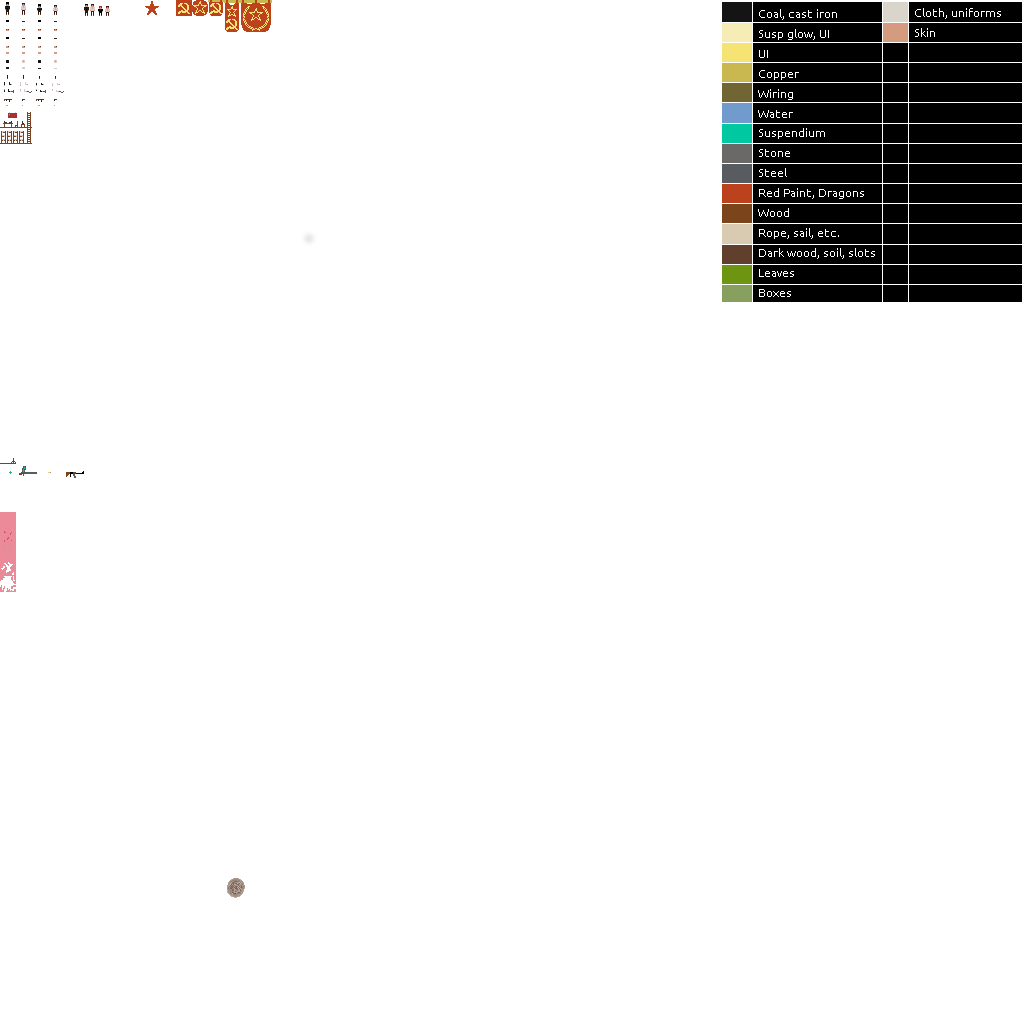 Coal, cast iron
Cloth, uniforms
Susp glow, UI
Skin
UI
Copper
Wiring
Water
Suspendium
Stone
Steel
Red Paint, Dragons
Wood
Rope, sail, etc.
Dark wood, soil, slots
Leaves
Boxes